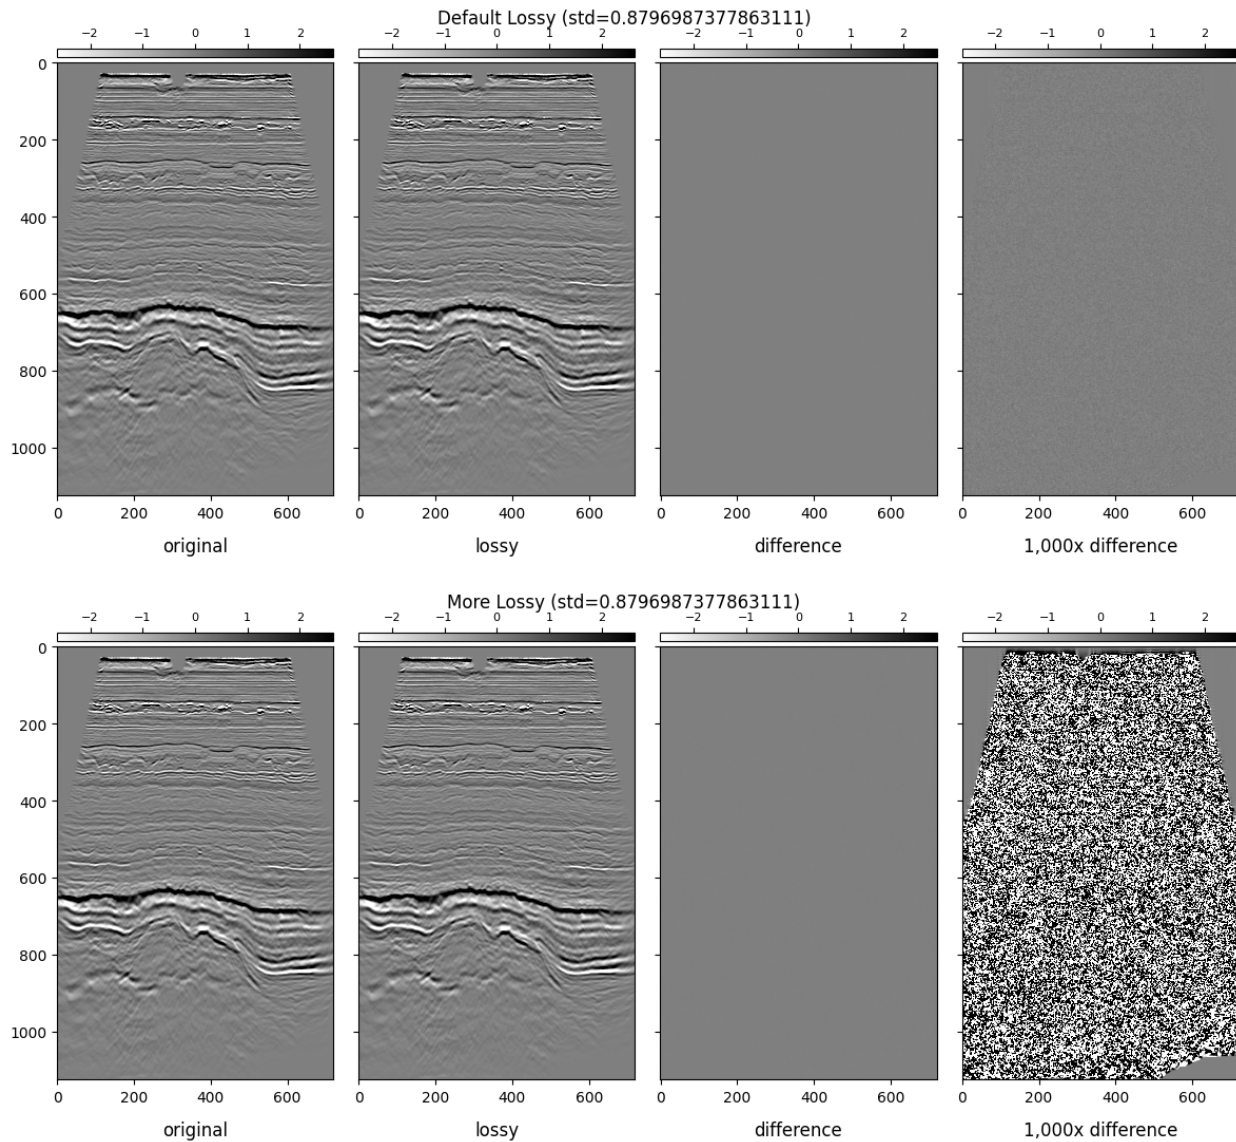 Default Lossy (std=0.8796987377863111)
−2 −1 0 1 2 −2 −1 0 1 2 −2 −1 0 1 2 −2 −1 0 1 2
0
200
400
600
800
1000
0 200 400 600 0 200 400 600 0 200 400 600 0 200 400 600
original lossy difference 1,000x difference
More Lossy (std=0.8796987377863111)
−2 −1 0 1 2 −2 −1 0 1 2 −2 −1 0 1 2 −2 −1 0 1 2
0
200
400
600
800
1000
0 200 400 600 0 200 400 600 0 200 400 600 0 200 400 600
original lossy difference 1,000x difference